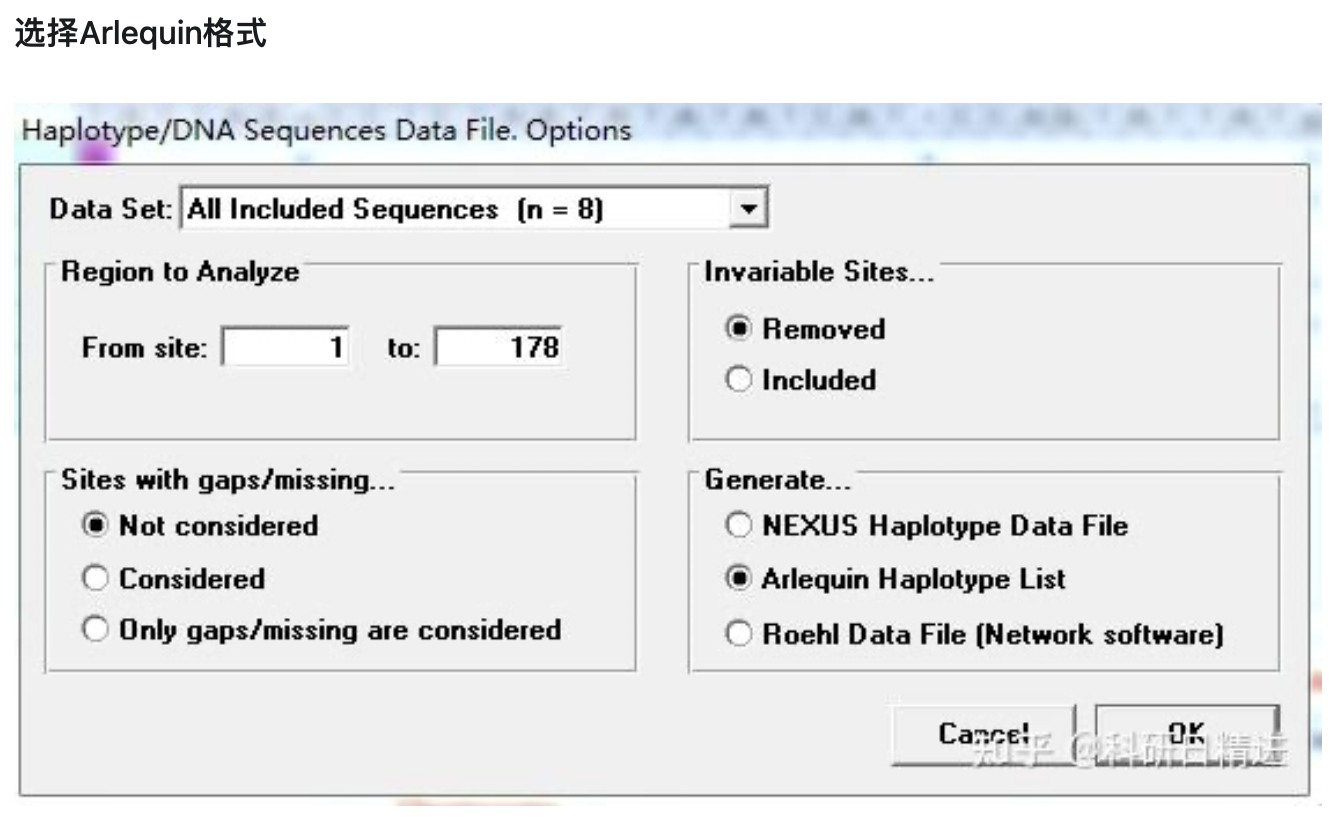 选择Arlequin格式
Haplotype/DNA Sequences Data File. Options
Data Set: All Included Sequences (n = 8)
Region to Analyze
From site: 1 to: 178
Invariable Sites...
Removed
Included
Sites with gaps/missing...
Not considered
Considered
Only gaps/missing are considered
Generate...
NEXUS Haplotype Data File
Arlequin Haplotype List
Roehl Data File (Network software)
Cancel OK
知乎 @科研日精进